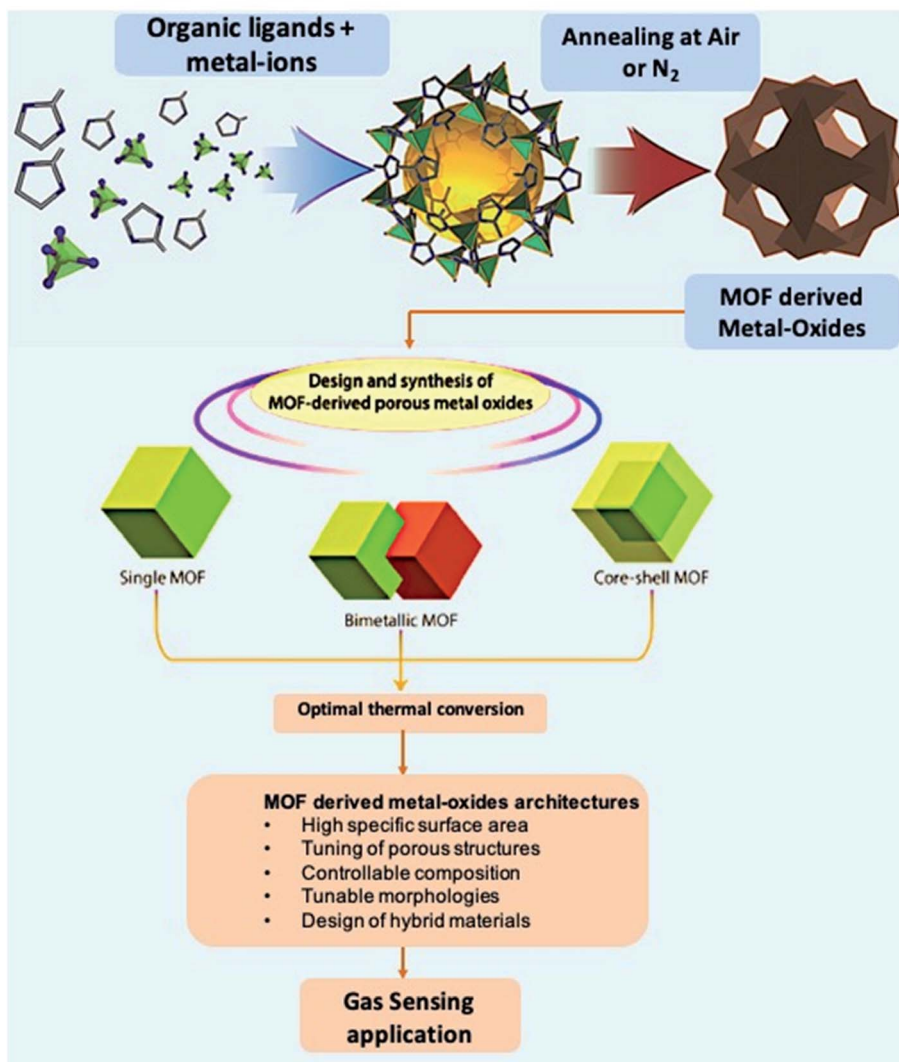 Organic ligands +
metal-ions
Annealing at Air
or N₂
MOF derived
Metal-Oxides
Design and synthesis of
MOF-derived porous metal oxides
Single MOF
Bimetallic MOF
Core-shell MOF
Optimal thermal conversion
MOF derived metal-oxides architectures
• High specific surface area
• Tuning of porous structures
• Controllable composition
• Tunable morphologies
• Design of hybrid materials
Gas Sensing
application